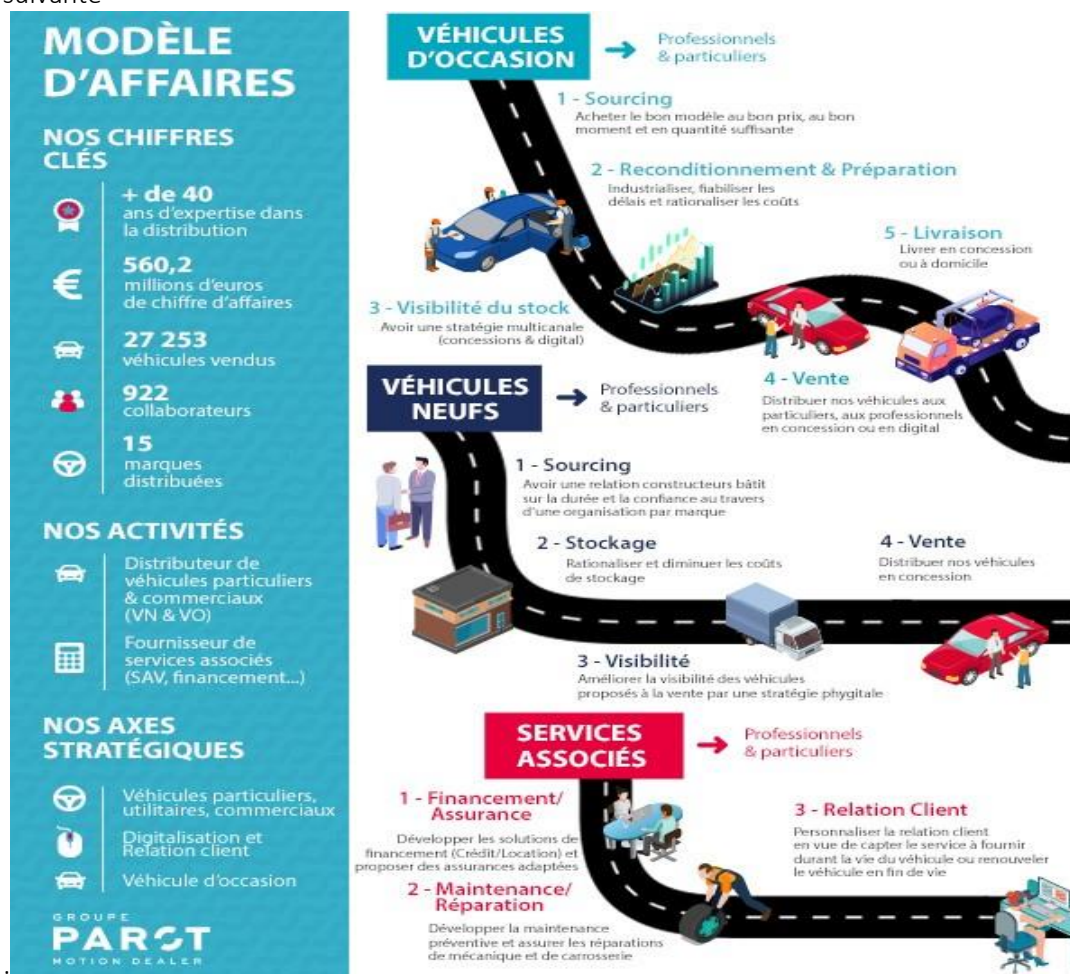 suivante
MODÈLE
D'AFFAIRES
NOS CHIFFRES
CLÉS
+ de 40
ans d'expertise dans
la distribution
560,2
millions d'euros
de chiffre d'affaires
27 253
véhicules vendus
922
collaborateurs
15
marques
distribuées
NOS ACTIVITÉS
Distributeur de
véhicules particuliers
& commerciaux
(VN & VO)
Fournisseur de
services associés
(SAV, financement...)
NOS AXES
STRATÉGIQUES
Véhicules particuliers,
utilitaires, commerciaux
Digitalisation et
Relation client
Véhicule d'occasion
GROUPE
PAROT
MOTION DEALER
.
VÉHICULES
D'OCCASION
Professionnels
& particuliers
1 - Sourcing
Acheter le bon modèle au bon prix, au bon
moment et en quantité suffisante
2 - Reconditionnement & Préparation
Industrialiser, fiabiliser les
délais et rationaliser les coûts
3 - Visibilité du stock
Avoir une stratégie multicanale
(concessions & digital)
4 - Vente
Distribuer nos véhicules aux
particuliers, aux professionnels
en concession ou en digital
5 - Livraison
Livrer en concession
ou à domicile
VÉHICULES
NEUFS
Professionnels
& particuliers
1 - Sourcing
Avoir une relation constructeurs bâtit
sur la durée et la confiance au travers
d'une organisation par marque
2 - Stockage
Rationaliser et diminuer les coûts
de stockage
3 - Visibilité
Améliorer la visibilité des véhicules
proposés à la vente par une stratégie phygitale
4 - Vente
Distribuer nos véhicules
en concession
SERVICES
ASSOCIÉS
Professionnels
& particuliers
1 - Financement/
Assurance
Développer les solutions de
financement (Crédit/Location) et
proposer des assurances adaptées
2 - Maintenance/
Réparation
Développer la maintenance
préventive et assurer les réparations
de mécanique et de carrosserie
3 - Relation Client
Personnaliser la relation client
en vue de capter le service à fournir
durant la vie du véhicule ou renouveler
le véhicule en fin de vie